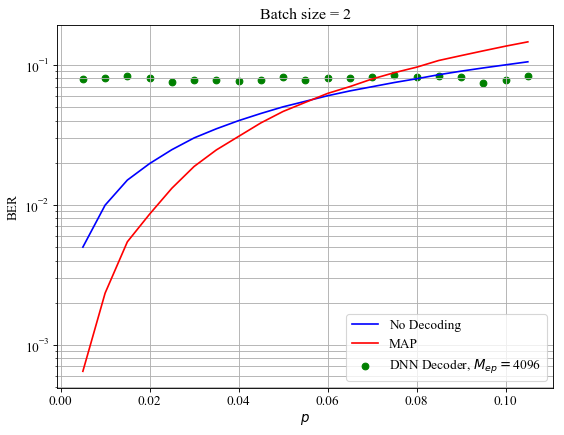 Batch size = 2
BER
10⁻¹
10⁻²
10⁻³
0.00 0.02 0.04 0.06 0.08 0.10
p
No Decoding
MAP
DNN Decoder, Mₑₚ = 4096